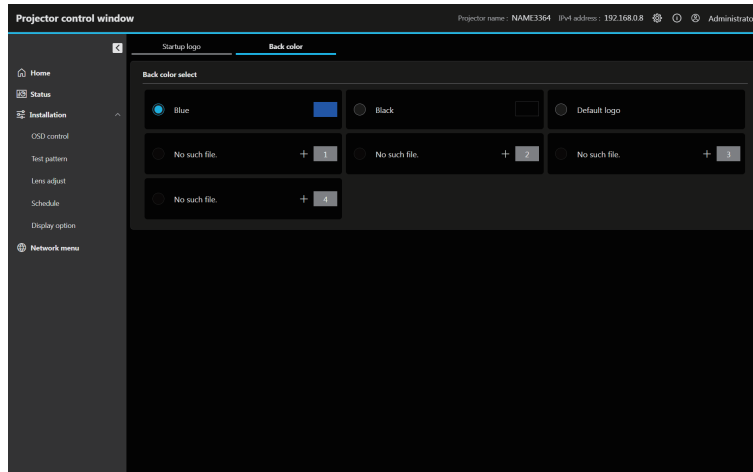 Projector control window
Projector name : NAME3364 IPv4 address : 192.168.0.8 Administrato
Startup logo Back color
Home
Status
Installation
OSD control
Test pattern
Lens adjust
Schedule
Display option
Network menu
Back color select
Blue Black Default logo
No such file. + 1 No such file. + 2 No such file. + 3
No such file. + 4